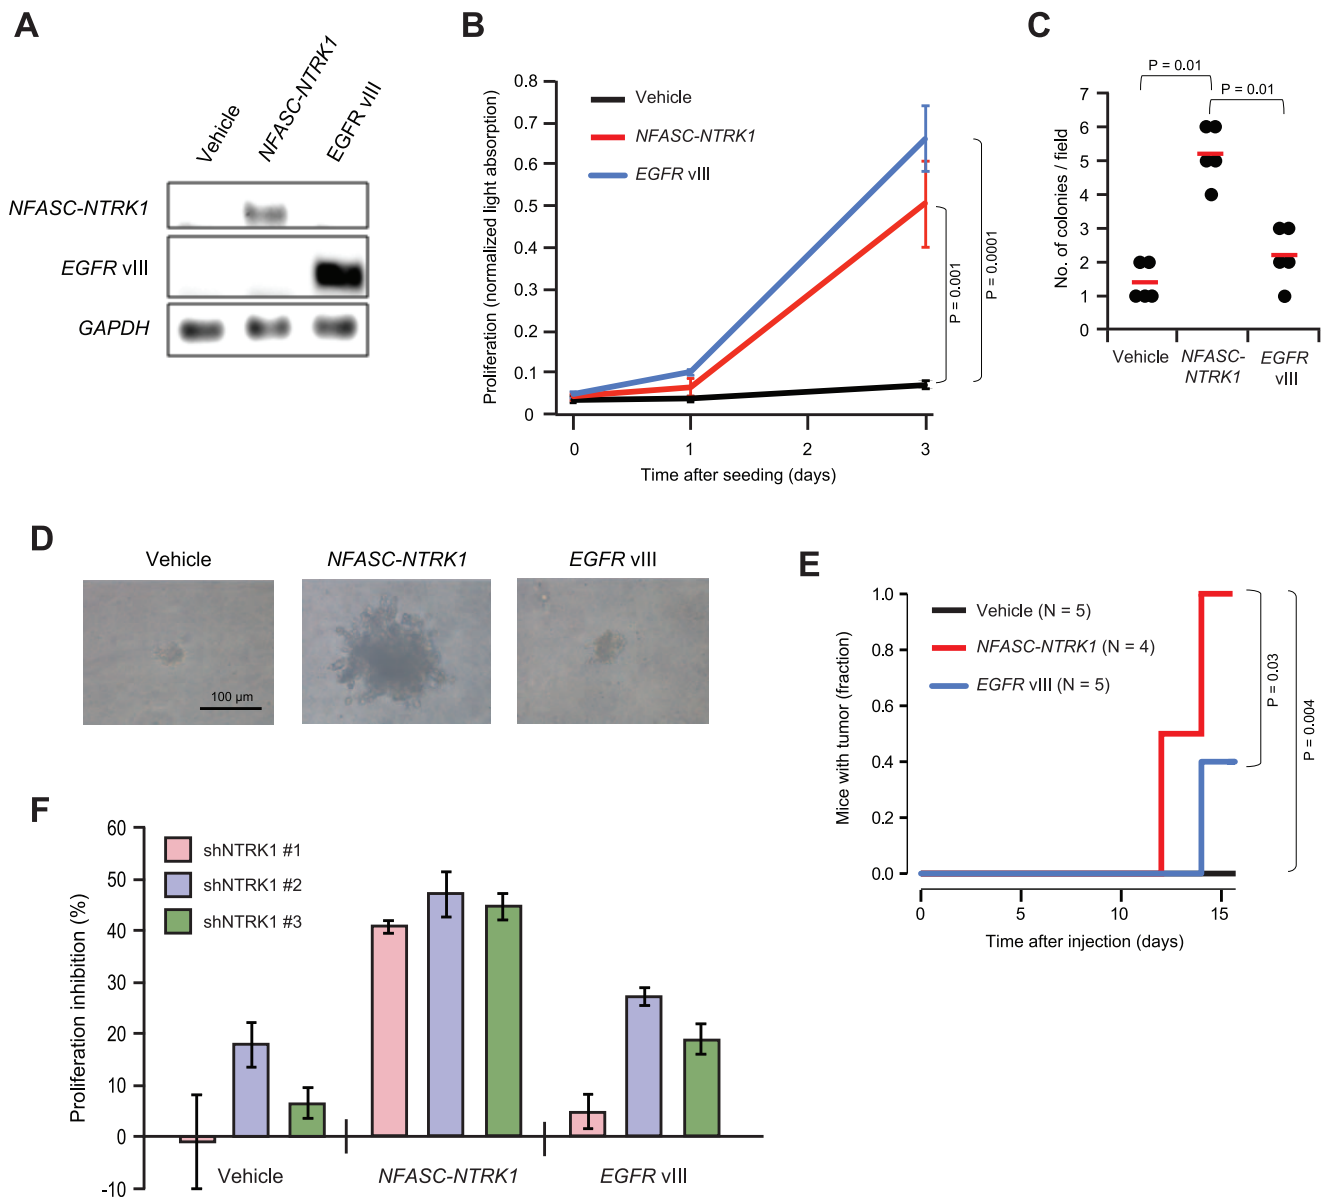 A
Vehicle
NFASC-NTRK1
EGFR vIII
NFASC-NTRK1
EGFR vIII
GAPDH
B
Proliferation (normalized light absorption)
0.8
0.7
0.6
0.5
0.4
0.3
0.2
0.1
0
Vehicle
NFASC-NTRK1
EGFR vIII
P = 0.001
P = 0.0001
0
1
2
3
Time after seeding (days)
C
P = 0.01
P = 0.01
No. of colonies / field
7
6
5
4
3
2
1
0
Vehicle
NFASC-
NTRK1
EGFR
vIII
D
Vehicle
NFASC-NTRK1
EGFR vIII
100 µm
E
Mice with tumor (fraction)
1.0
0.8
0.6
0.4
0.2
0.0
Vehicle (N = 5)
NFASC-NTRK1 (N = 4)
EGFR vIII (N = 5)
P = 0.03
P = 0.004
0
5
10
15
Time after injection (days)
F
Proliferation inhibition (%)
60
50
40
30
20
10
0
-10
shNTRK1 #1
shNTRK1 #2
shNTRK1 #3
Vehicle
NFASC-NTRK1
EGFR vIII